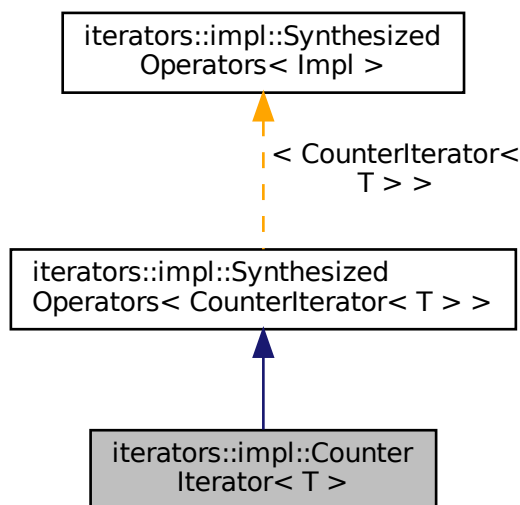 iterators::impl::Synthesized
Operators< Impl >
< CounterIterator<
T > >
iterators::impl::Synthesized
Operators< CounterIterator< T > >
iterators::impl::Counter
Iterator< T >